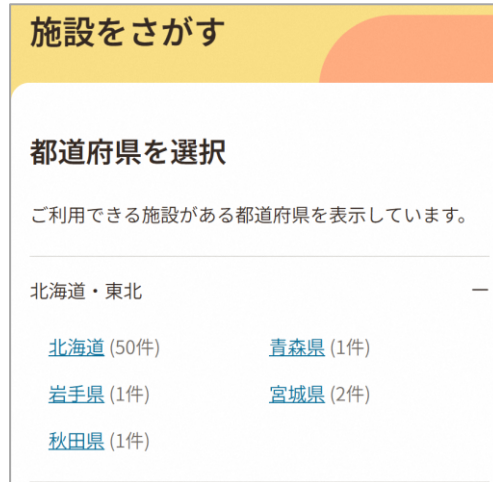 施設をさがす
都道府県を選択
ご利用できる施設がある都道府県を表示しています。
北海道・東北
北海道 (50件) 青森県 (1件)
岩手県 (1件) 宮城県 (2件)
秋田県 (1件)